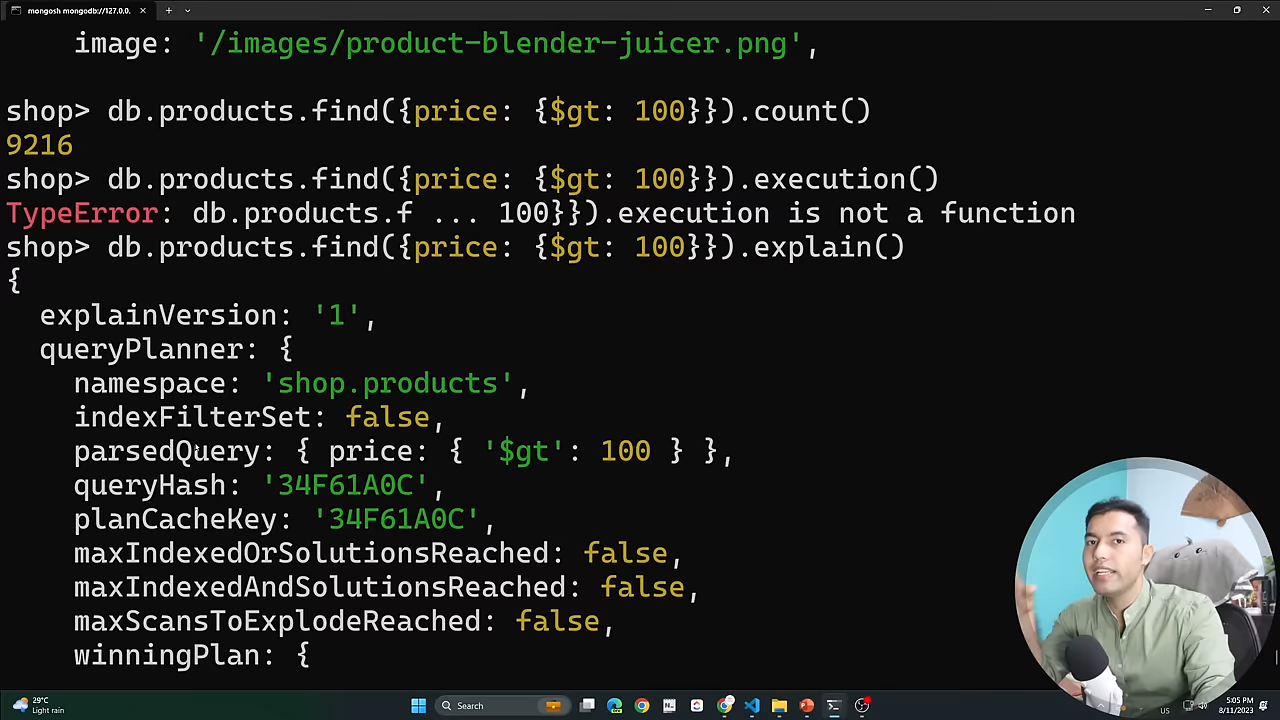 mongosh mongodb://127.0.0.
image: '/images/product-blender-juicer.png',
shop> db.products.find({price: {$gt: 100}}).count()
9216
shop> db.products.find({price: {$gt: 100}}).execution()
TypeError: db.products.f ... 100}}).execution is not a function
shop> db.products.find({price: {$gt: 100}}).explain()
{
explainVersion: '1',
queryPlanner: {
namespace: 'shop.products',
indexFilterSet: false,
parsedQuery: { price: { '$gt': 100 } },
queryHash: '34F61A0C',
planCacheKey: '34F61A0C',
maxIndexedOrSolutionsReached: false,
maxIndexedAndSolutionsReached: false,
maxScansToExplodeReached: false,
winningPlan: {
29°C
Light rain
Search
US
5:05 PM
8/11/2023